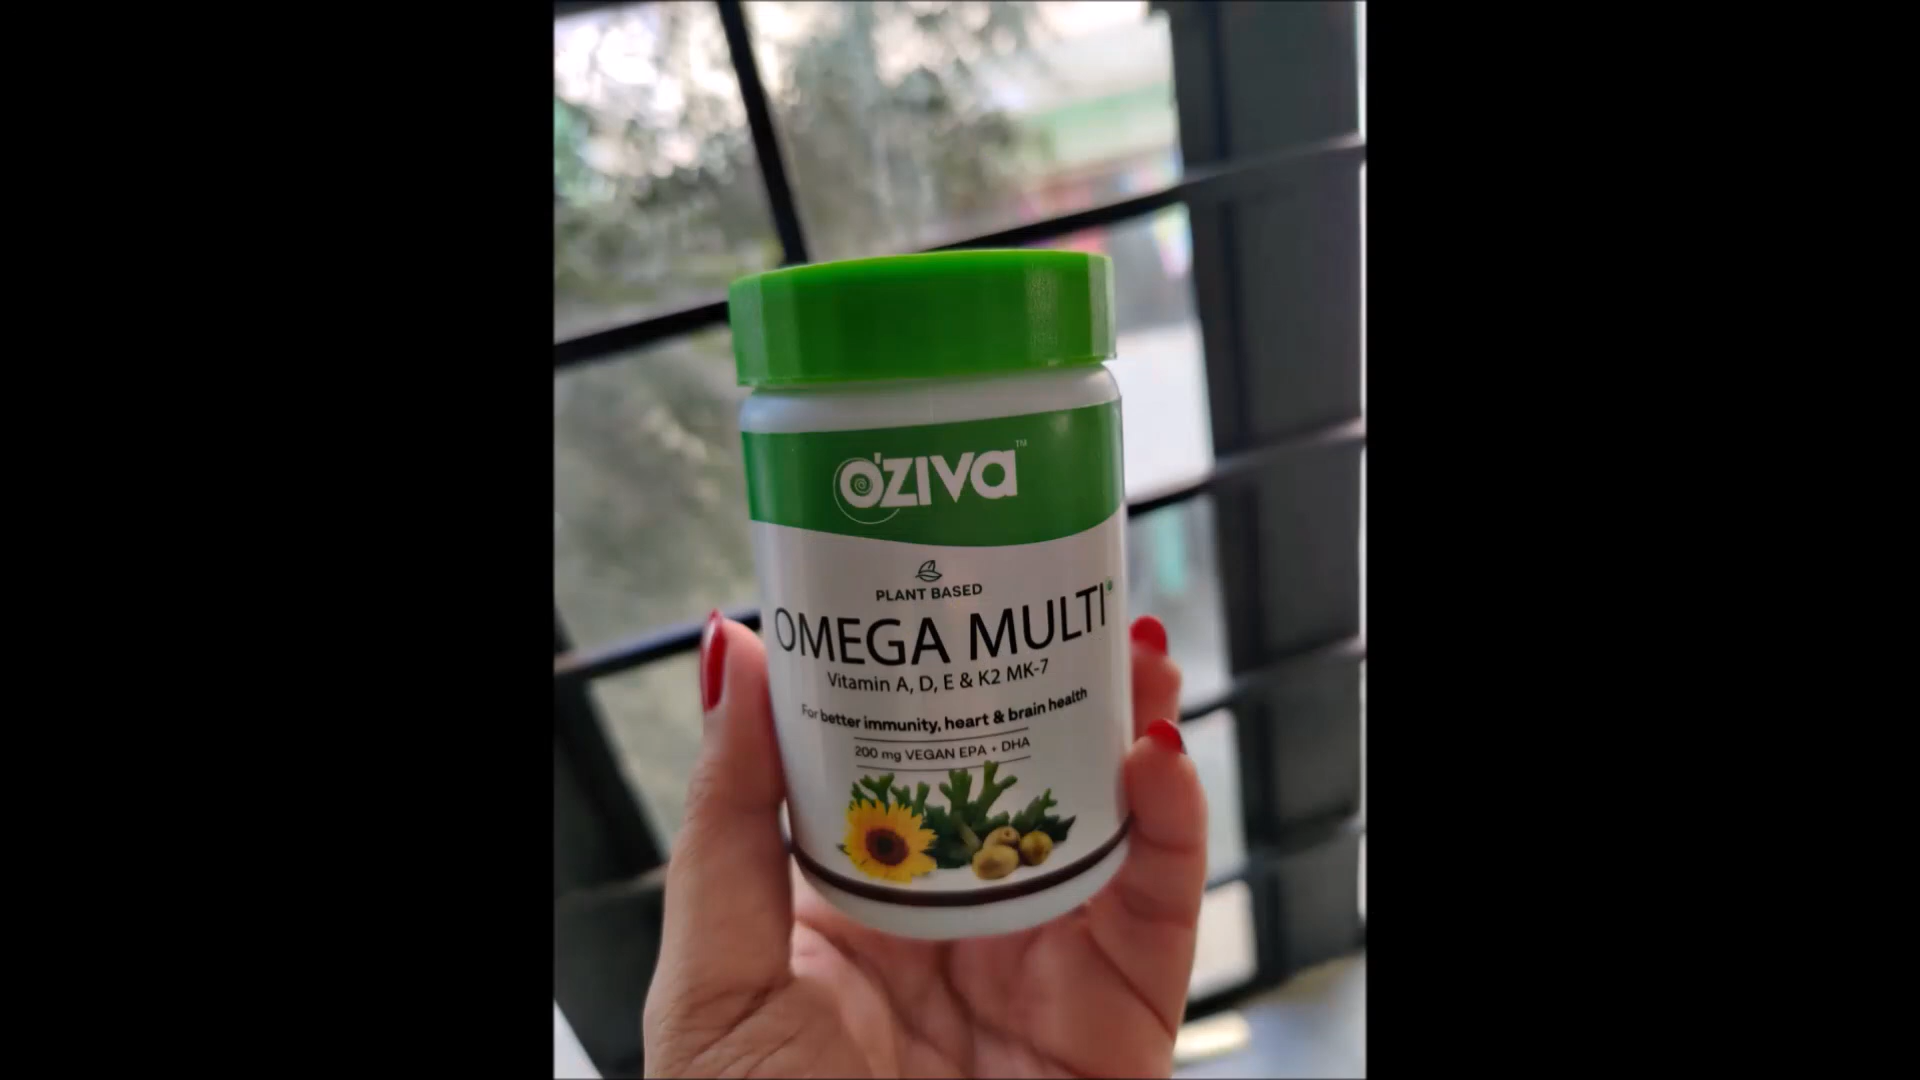 O'ZIVA™
PLANT BASED
OMEGA MULTI
Vitamin A, D, E & K2 MK-7
For better immunity, heart & brain health
200 mg VEGAN EPA + DHA